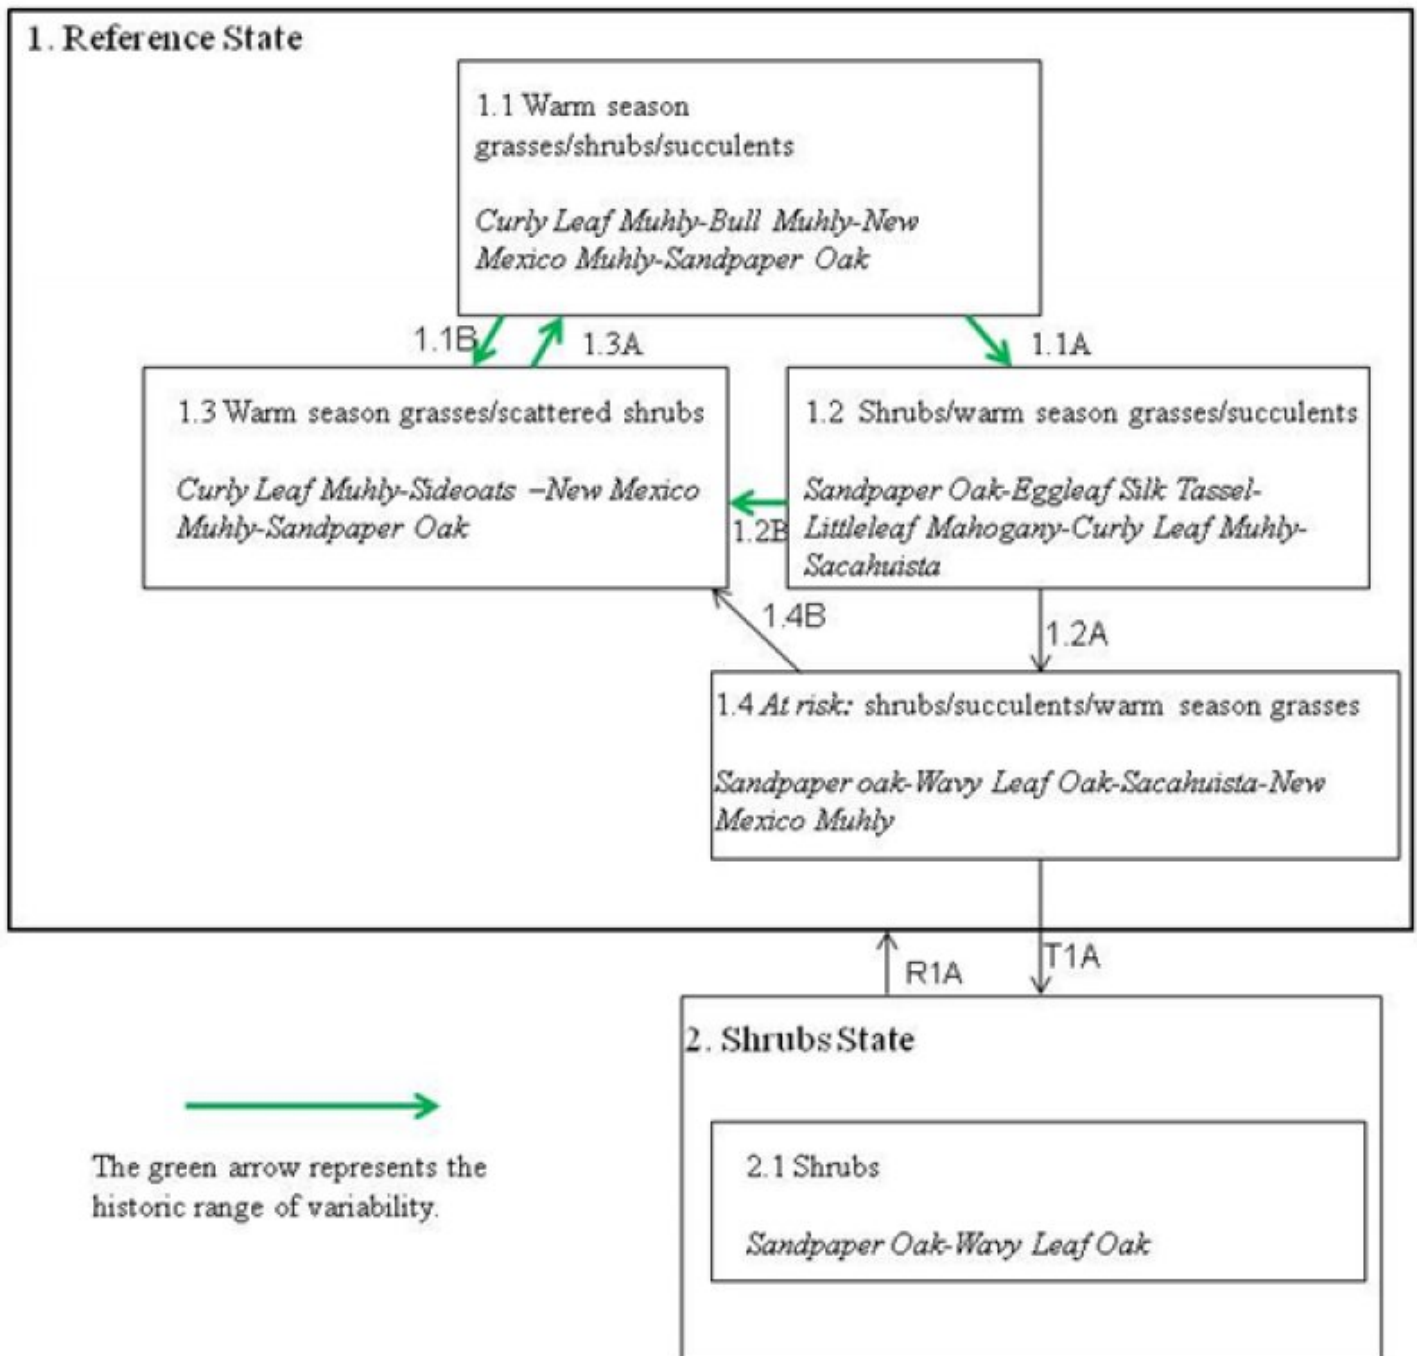 1. Reference State
1.1 Warm season
grasses/shrubs/succulents
Curly Leaf Muhly-Bull Muhly-New
Mexico Muhly-Sandpaper Oak
1.1B
1.3A
1.1A
1.3 Warm season grasses/scattered shrubs
Curly Leaf Muhly-Sideoats –New Mexico
Muhly-Sandpaper Oak
1.2B
1.2 Shrubs/warm season grasses/succulents
Sandpaper Oak-Eggleaf Silk Tassel-
Littleleaf Mahogany-Curly Leaf Muhly-
Sacahuista
1.4B
1.2A
1.4 At risk: shrubs/succulents/warm season grasses
Sandpaper oak-Wavy Leaf Oak-Sacahuista-New
Mexico Muhly
R1A
T1A
2. Shrubs State
2.1 Shrubs
Sandpaper Oak-Wavy Leaf Oak
The green arrow represents the
historic range of variability.